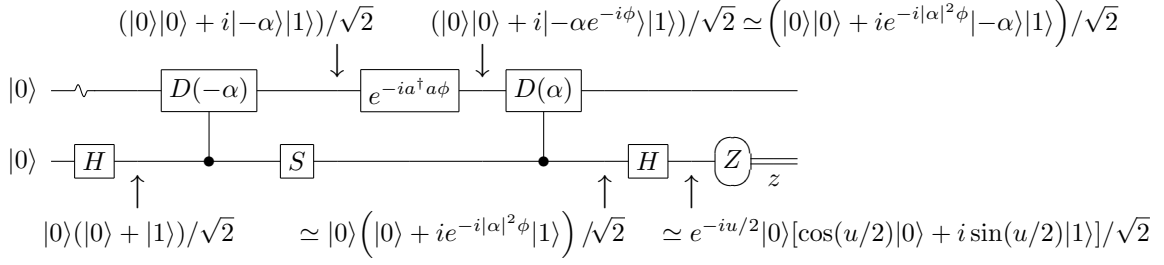 (|0⟩|0⟩ + i|−α⟩|1⟩)/√2 (|0⟩|0⟩ + i|−αe^{−iϕ}⟩|1⟩)/√2 ≃ (|0⟩|0⟩ + ie^{−i|α|²ϕ}|−α⟩|1⟩)/√2
|0⟩ D(−α) e^{−ia†aϕ} D(α)
|0⟩ H S H Z
z
|0⟩(|0⟩ + |1⟩)/√2 ≃ |0⟩(|0⟩ + ie^{−i|α|²ϕ}|1⟩)/√2 ≃ e^{−iu/2}|0⟩[cos(u/2)|0⟩ + i sin(u/2)|1⟩]/√2